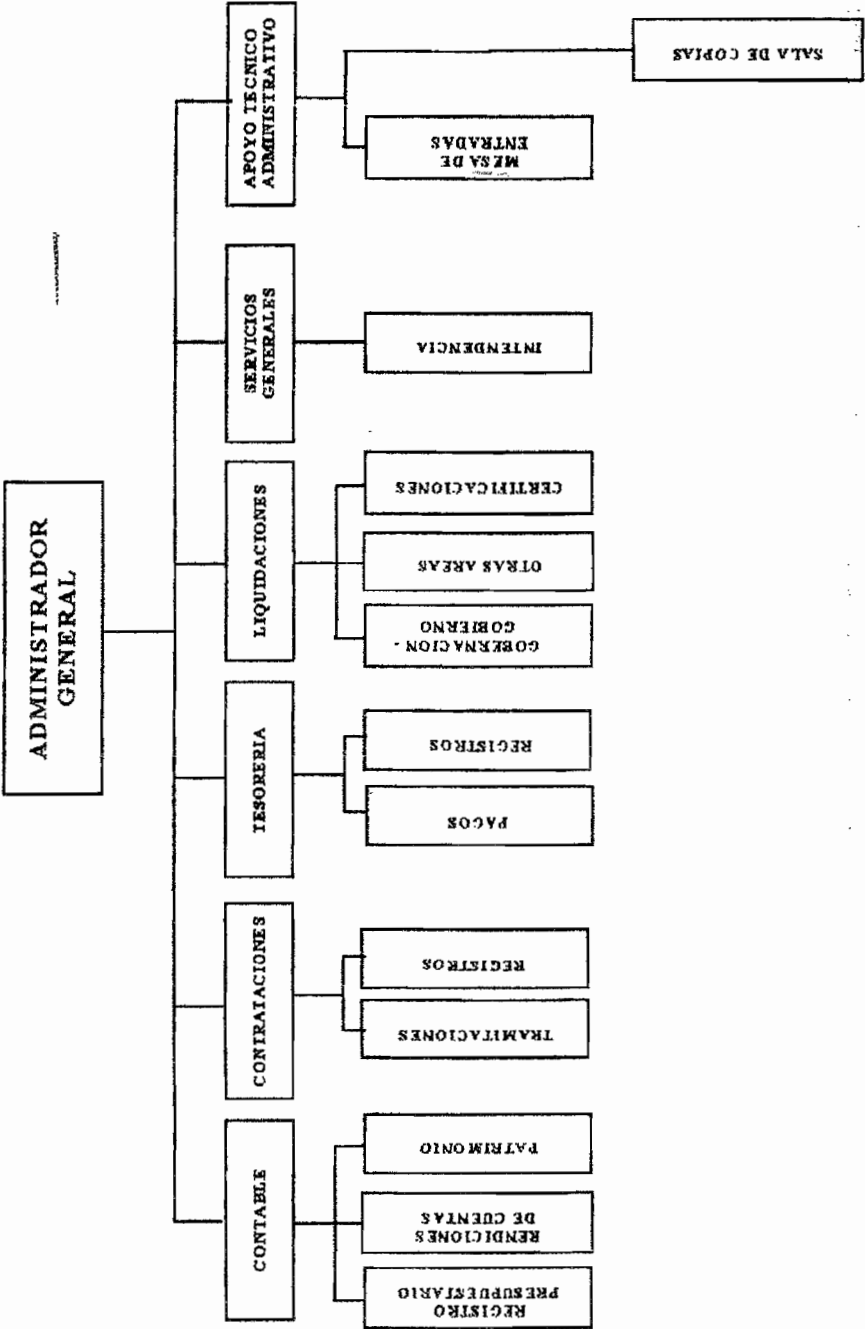 ADMINISTRADOR
GENERAL
CONTABLE
REGISTRO
PRESUPUESTARIO
RENDICIONES
DE CUENTAS
PATRIMONIO
CONTRATACIONES
TRAMITACIONES
REGISTROS
TESORERIA
PAGOS
REGISTROS
LIQUIDACIONES
GOBERNACION -
GOBIERNO
OTRAS AREAS
CERTIFICACIONES
SERVICIOS
GENERALES
INTENDENCIA
APOYO TECNICO
ADMINISTRATIVO
MESA DE
ENTRADAS
SALA DE COPIAS